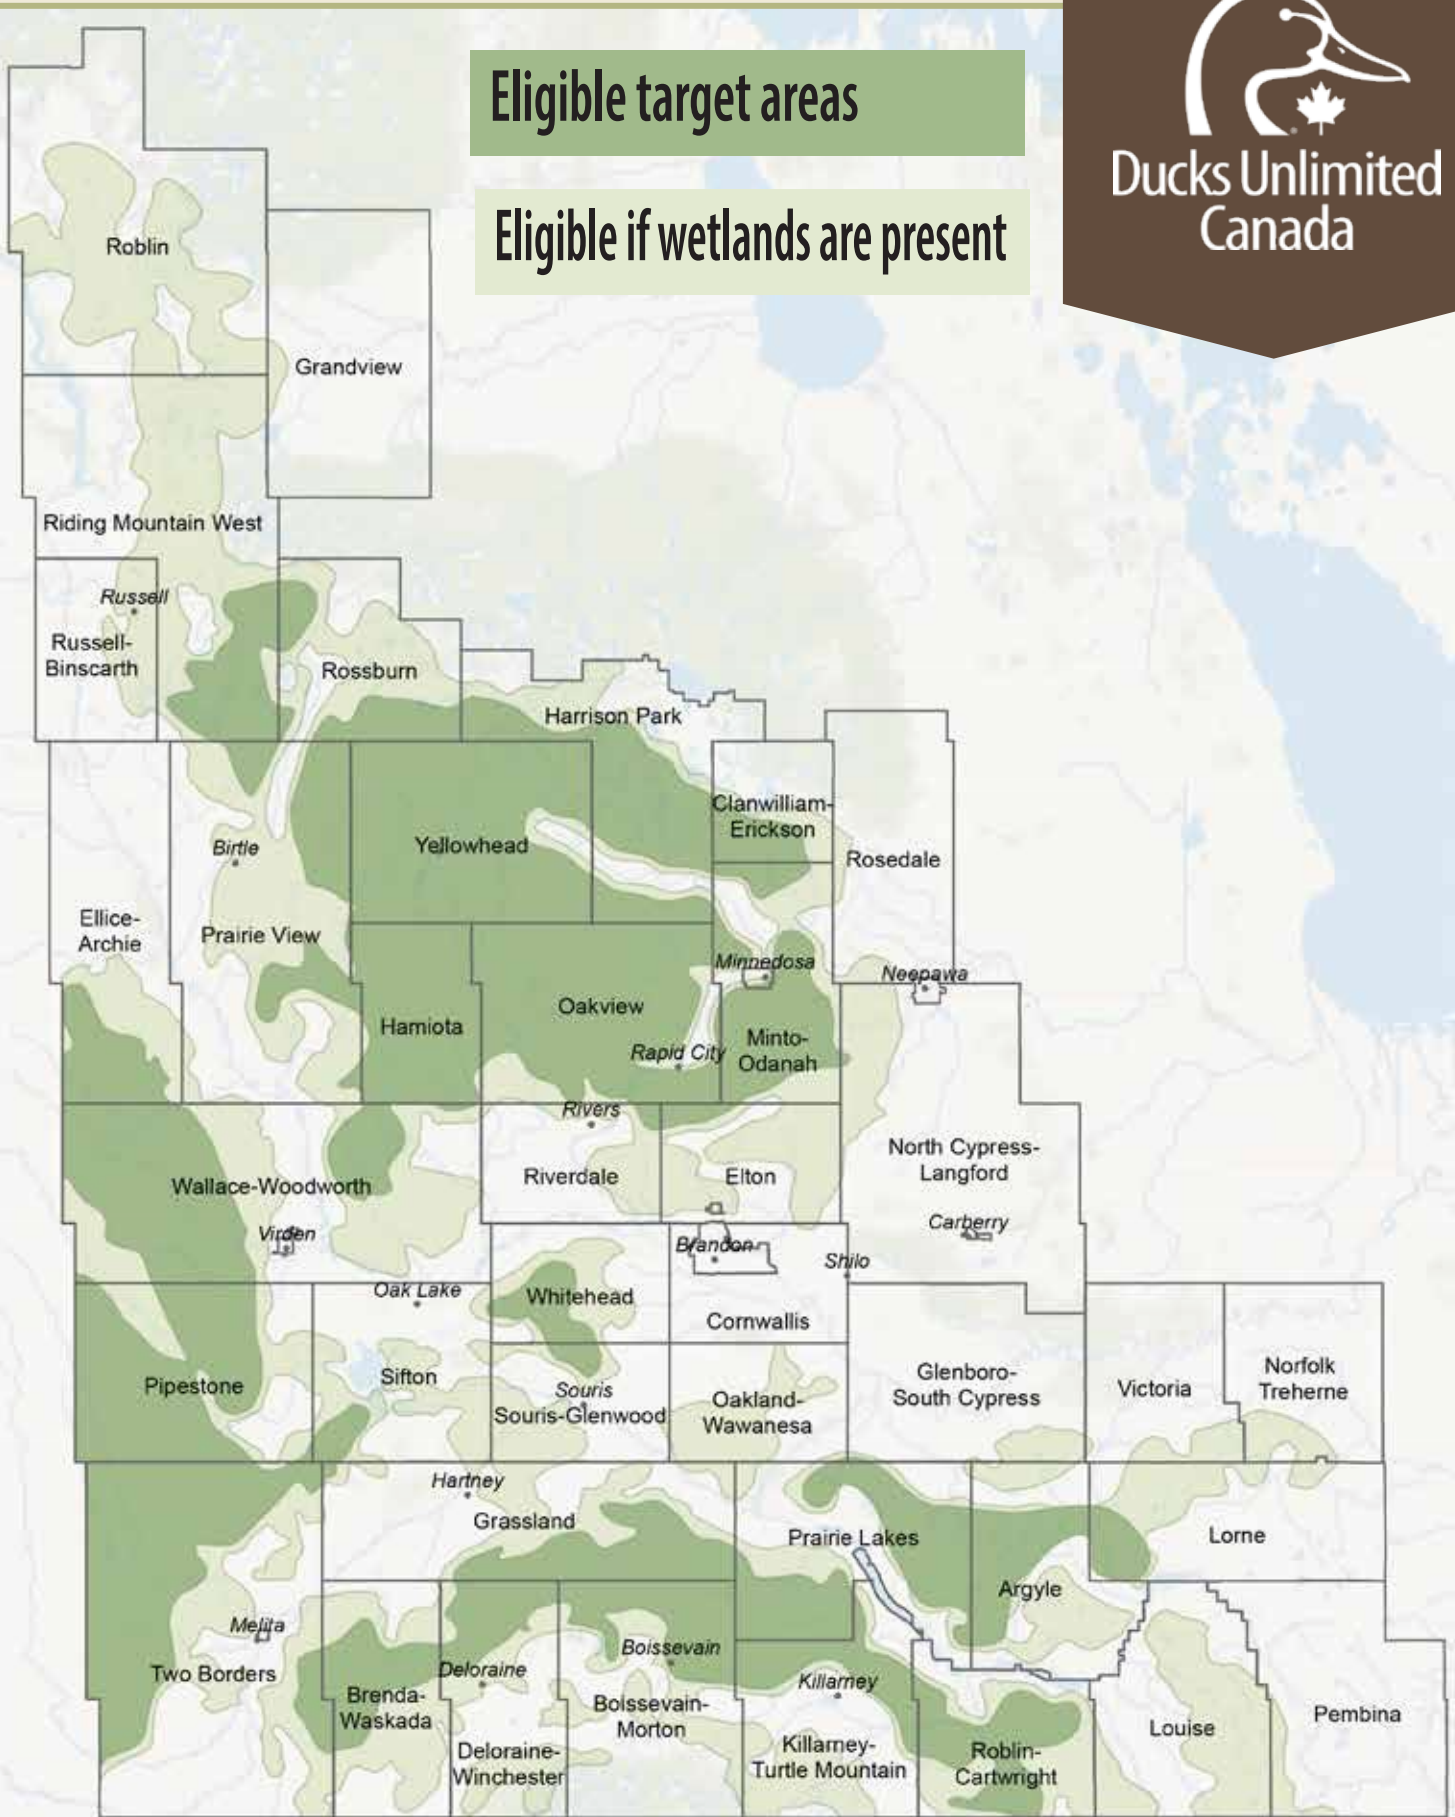 Eligible target areas
Eligible if wetlands are present
Ducks Unlimited
Canada
Roblin
Grandview
Riding Mountain West
Russell
Russell-
Binscarth
Rossburn
Harrison Park
Clanwilliam-
Erickson
Yellowhead
Birtle
Rosedale
Ellice-
Archie
Prairie View
Minnedosa
Neepawa
Oakview
Hamiota
Rapid City
Minto-
Odanah
Rivers
North Cypress-
Langford
Riverdale
Elton
Wallace-Woodworth
Virden
Carberry
Brandon
Shilo
Oak Lake
Whitehead
Cornwallis
Pipestone
Sifton
Souris
Souris-Glenwood
Oakland-
Wawanesa
Glenboro-
South Cypress
Victoria
Norfolk
Treherne
Hartney
Grassland
Prairie Lakes
Lorne
Argyle
Melita
Two Borders
Deloraine
Boissevain
Killarney
Brenda-
Waskada
Boissevain-
Morton
Deloraine-
Winchester
Killarney-
Turtle Mountain
Roblin-
Cartwright
Louise
Pembina